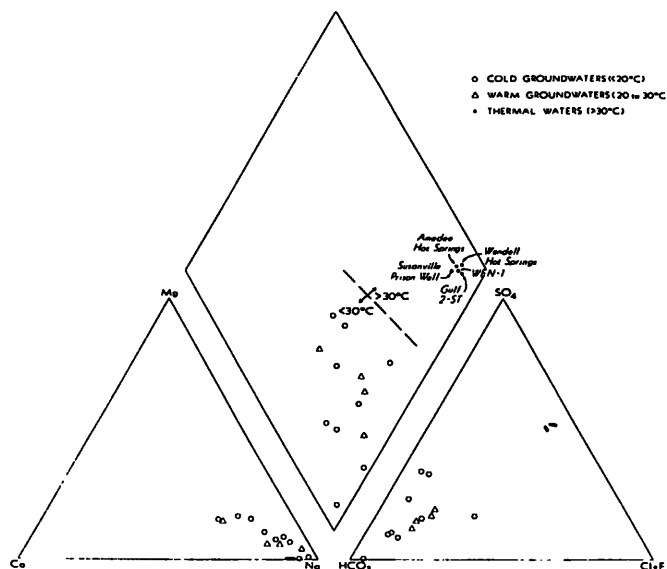 ○ COLD GROUNDWATERS (<20°C)
△ WARM GROUNDWATERS (20 to 30°C
• THERMAL WATERS (>30°C)
Amedee
Hot Springs
Wendell
Hot Springs
Susanville
Prison Well
WEN-1
Gulf
2-ST
>30°C
<30°C
Mg
SO₄
Ca
Na
HCO₃
Cl+F